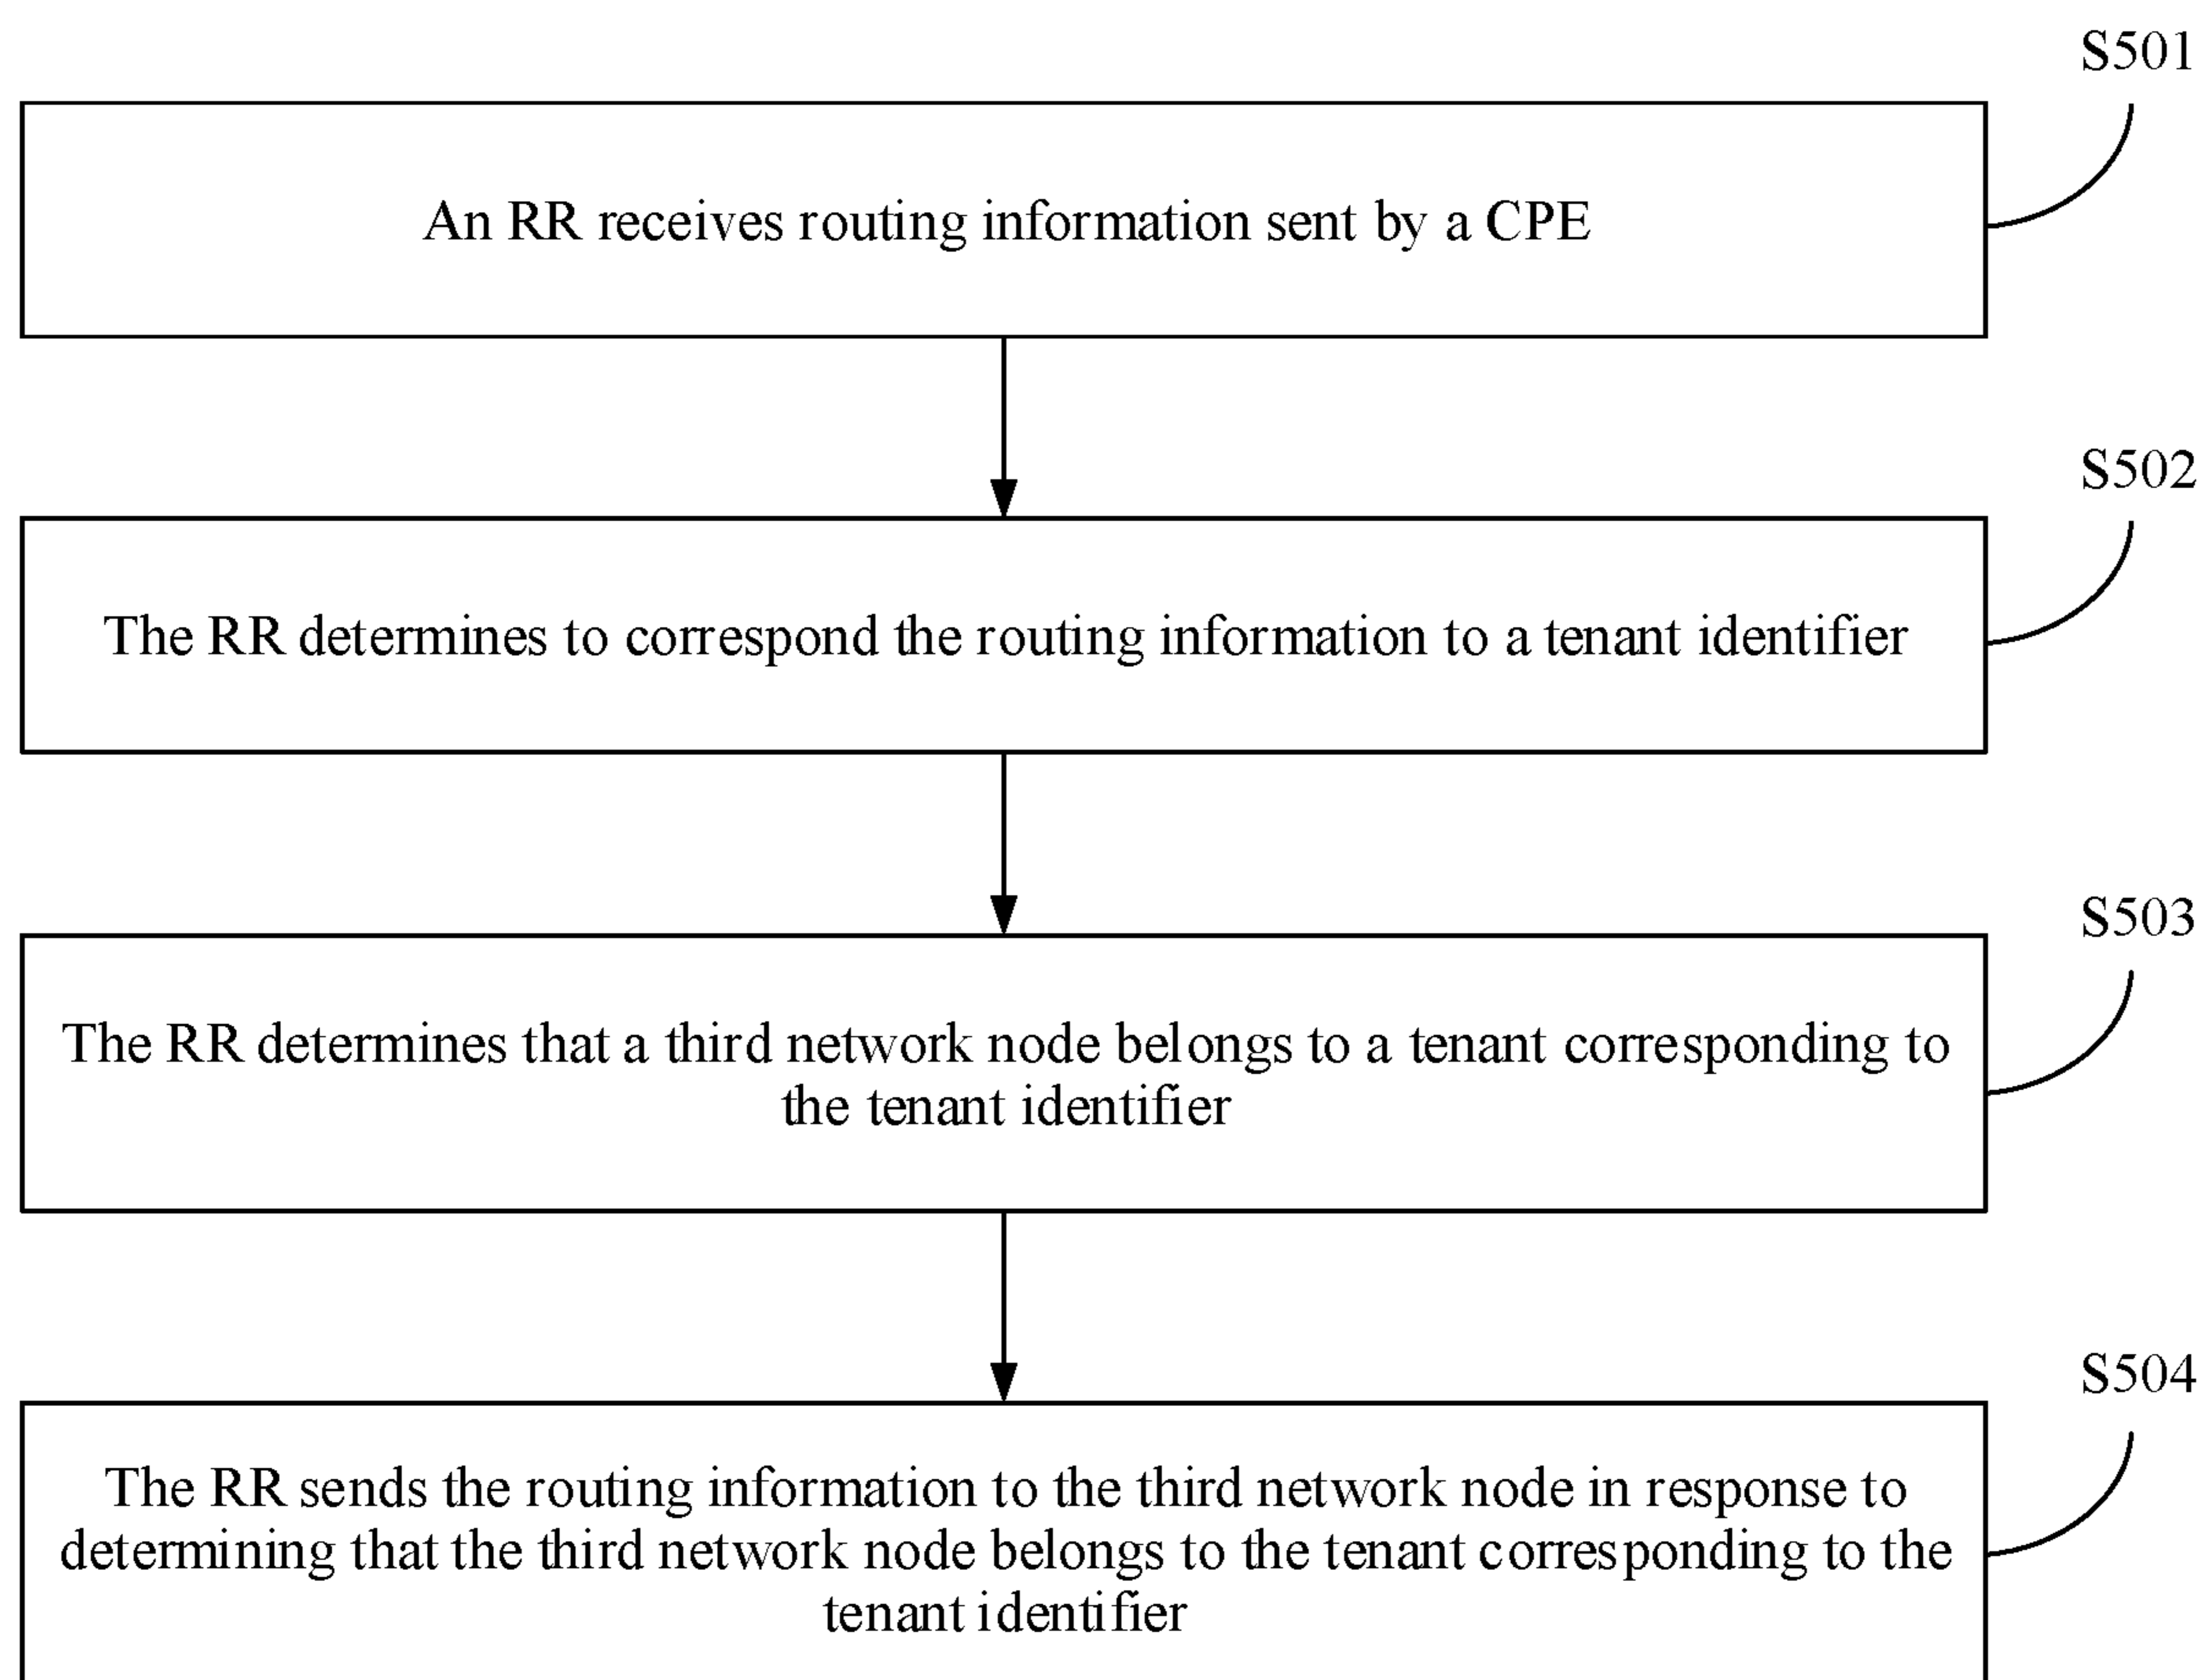 S501
An RR receives routing information sent by a CPE
S502
The RR determines to correspond the routing information to a tenant identifier
S503
The RR determines that a third network node belongs to a tenant corresponding to
the tenant identifier
S504
The RR sends the routing information to the third network node in response to
determining that the third network node belongs to the tenant corresponding to the
tenant identifier